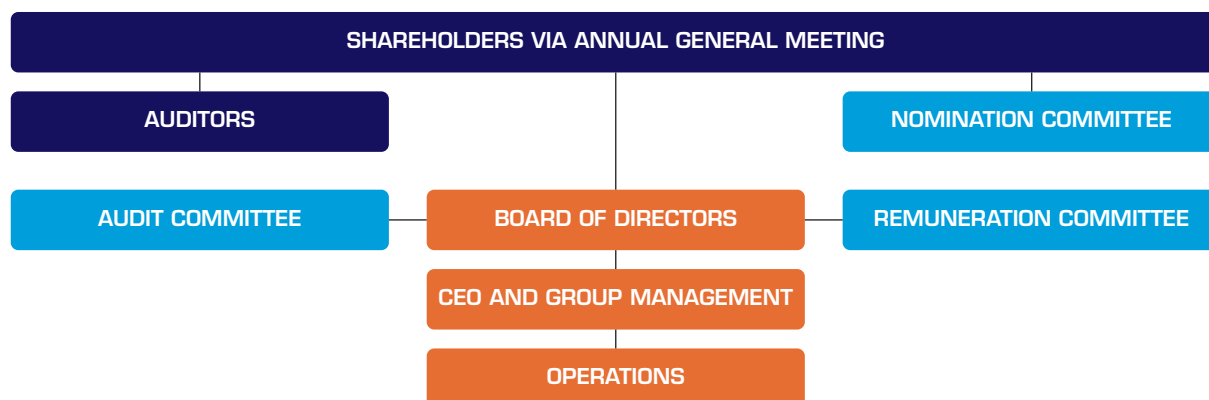 SHAREHOLDERS VIA ANNUAL GENERAL MEETING
AUDITORS
NOMINATION COMMITTEE
AUDIT COMMITTEE
BOARD OF DIRECTORS
REMUNERATION COMMITTEE
CEO AND GROUP MANAGEMENT
OPERATIONS